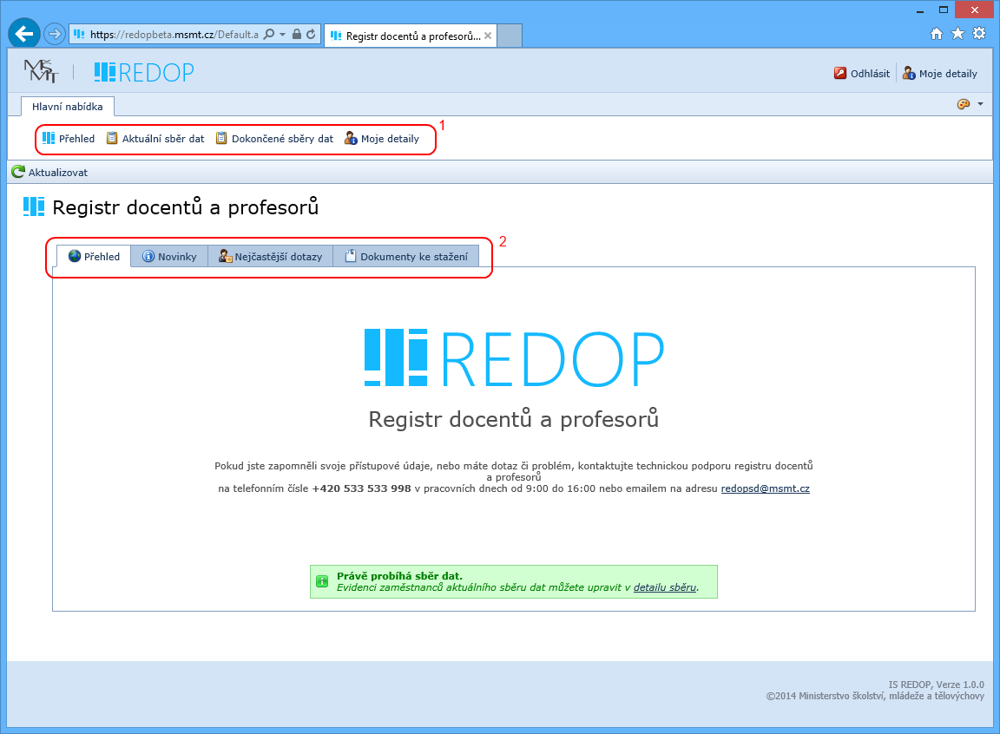 https://redopbeta.msmt.cz/Default.a
Registr docentů a profesorů...
MŠMT
REDOP
Odhlásit
Moje detaily
Hlavní nabídka
Přehled
Aktuální sběr dat
Dokončené sběry dat
Moje detaily
1
Aktualizovat
Registr docentů a profesorů
Přehled
Novinky
Nejčastější dotazy
Dokumenty ke stažení
2
REDOP
Registr docentů a profesorů
Pokud jste zapomněli svoje přístupové údaje, nebo máte dotaz či problém, kontaktujte technickou podporu registru docentů
a profesorů
na telefonním čísle +420 533 533 998 v pracovních dnech od 9:00 do 16:00 nebo emailem na adresu redopsd@msmt.cz
Právě probíhá sběr dat.
Evidenci zaměstnanců aktuálního sběru dat můžete upravit v detailu sběru.
IS REDOP, Verze 1.0.0
©2014 Ministerstvo školství, mládeže a tělovýchovy